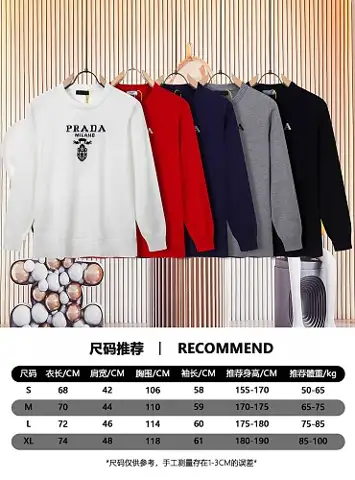 PRADA
MILANO
尺码推荐 | RECOMMEND
尺码 衣长/CM 肩宽/CM 胸围/CM 袖长/CM 推荐身高/CM 推荐體重/kg
S 68 42 106 58 155-170 50-65
M 70 44 110 59 170-175 65-75
L 72 46 114 60 175-180 75-85
XL 74 48 118 61 180-190 85-100
*尺码仅供参考，手工测量存在1-3CM的误差*